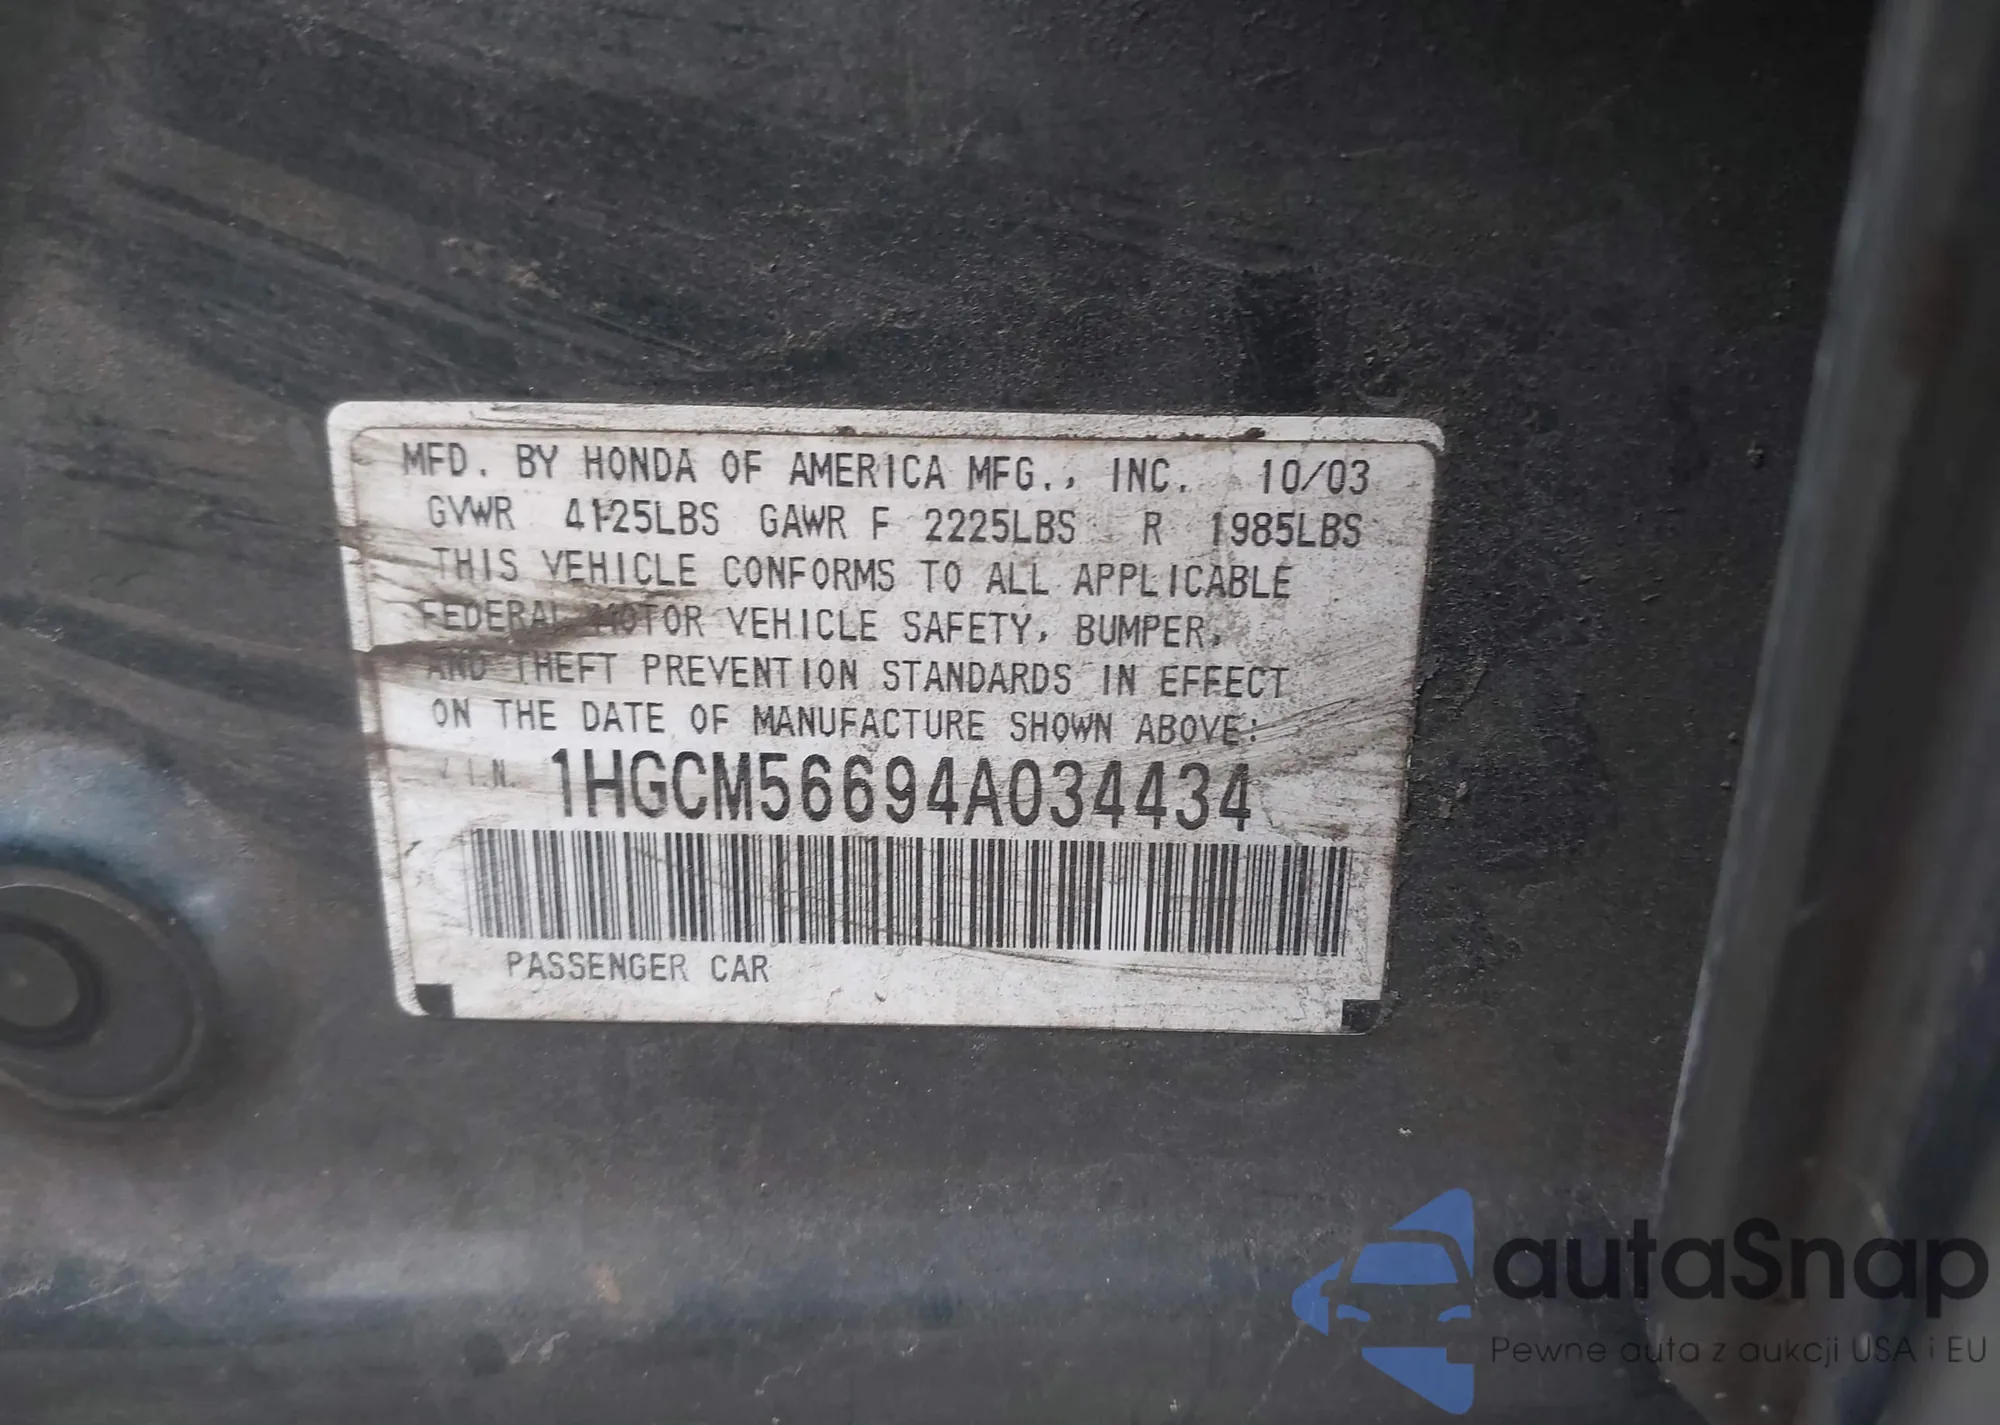 MFD. BY HONDA OF AMERICA MFG., INC. 10/03
GVWR 4125LBS GAWR F 2225LBS R 1985LBS
THIS VEHICLE CONFORMS TO ALL APPLICABLE
FEDERAL MOTOR VEHICLE SAFETY, BUMPER,
AND THEFT PREVENTION STANDARDS IN EFFECT
ON THE DATE OF MANUFACTURE SHOWN ABOVE:
V.I.N. 1HGCM56694A034434
PASSENGER CAR
autaSnap
Pewne auta z aukcji USA i EU